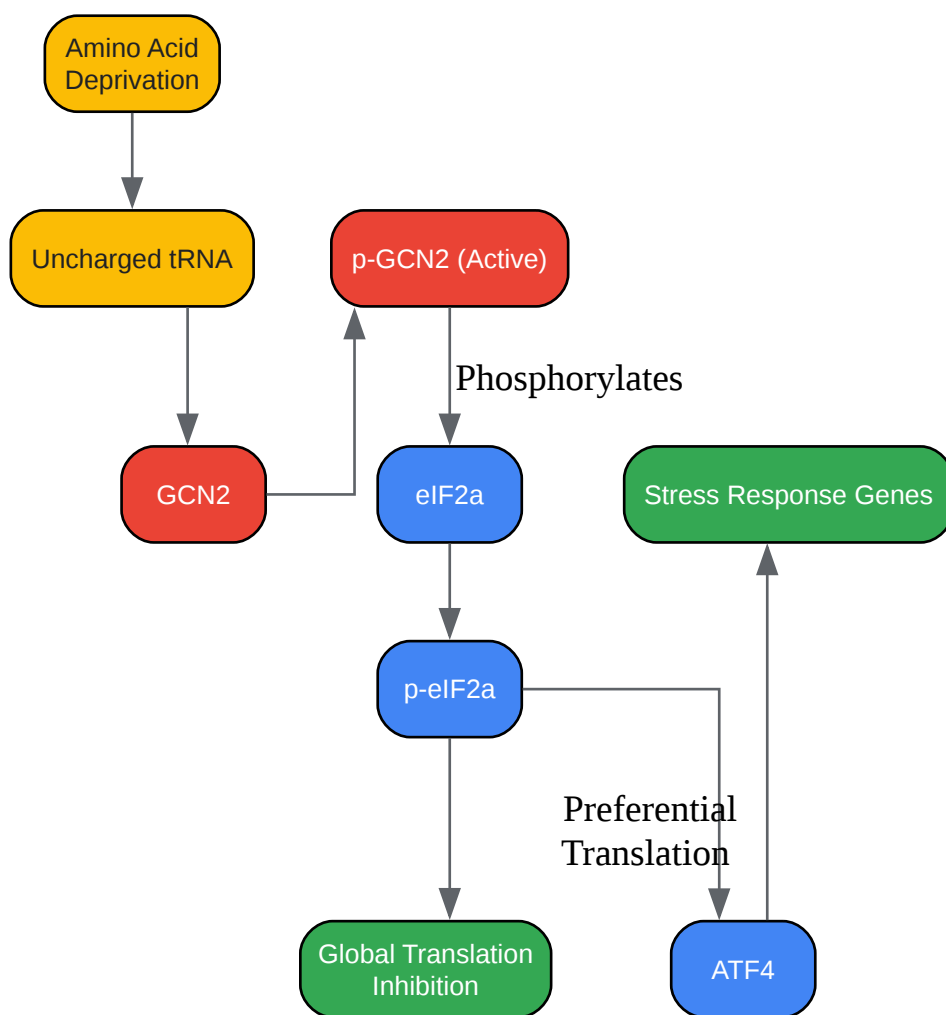 Amino Acid
Deprivation
Uncharged tRNA
p-GCN2 (Active)
Phosphorylates
GCN2
eIF2a
Stress Response Genes
p-eIF2a
Preferential
Translation
Global Translation
Inhibition
ATF4